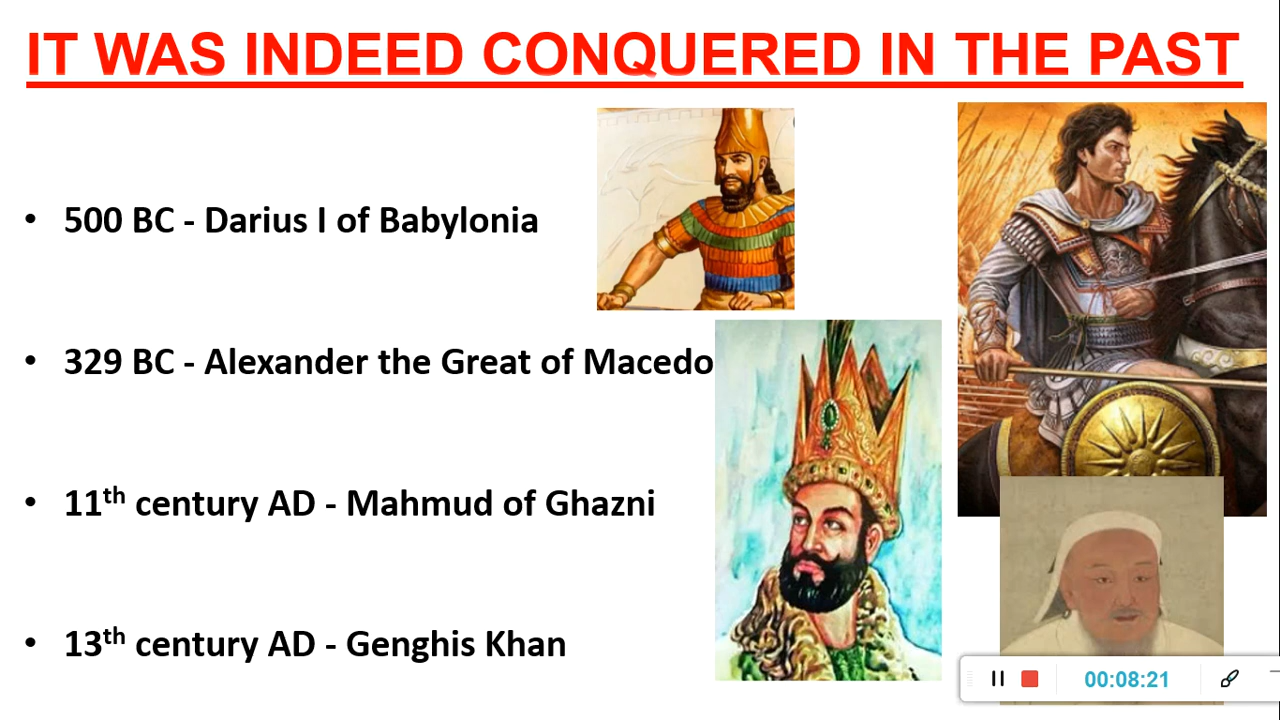 IT WAS INDEED CONQUERED IN THE PAST
• 500 BC - Darius I of Babylonia
• 329 BC - Alexander the Great of Macedo
• 11th century AD - Mahmud of Ghazni
• 13th century AD - Genghis Khan
00:08:21